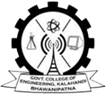 GOVT. COLLEGE OF
ENGINEERING, KALAHANDI
BHAWANIPATNA